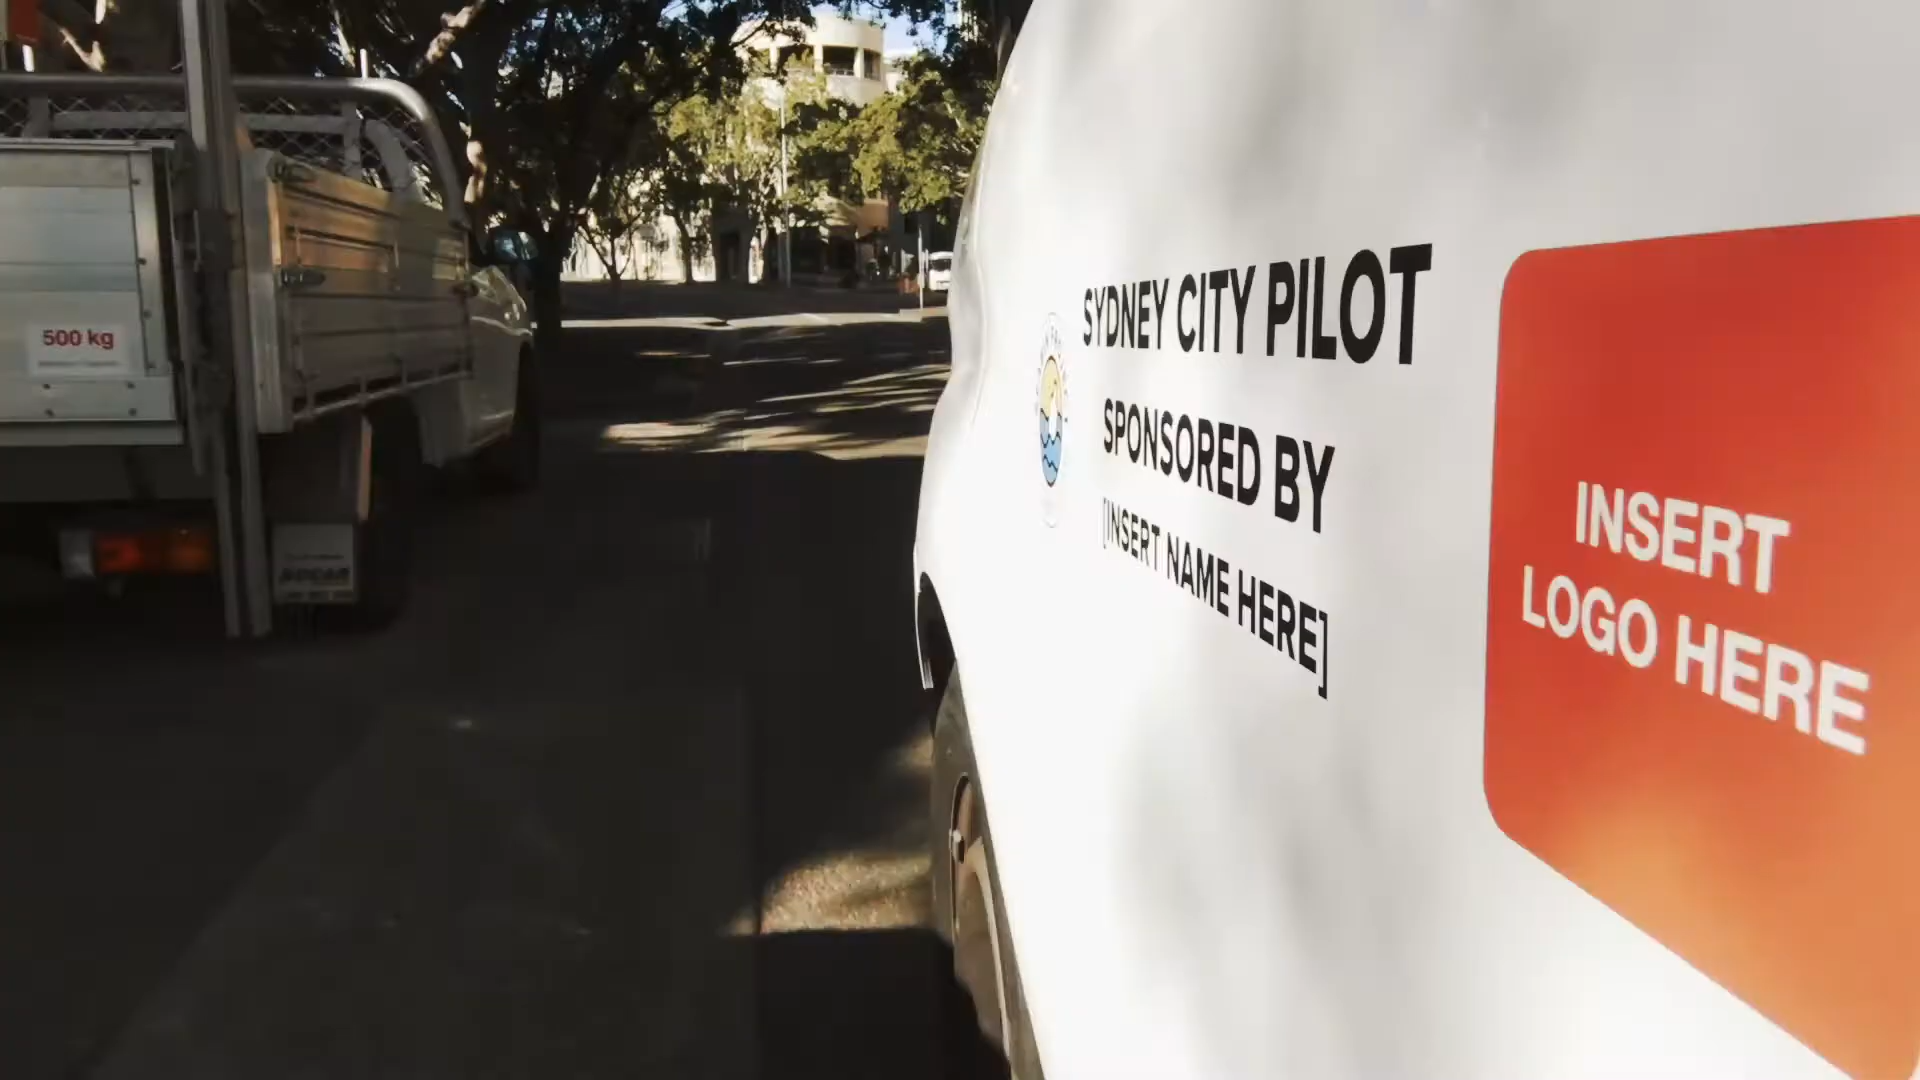 500 kg
SYDNEY CITY PILOT
SPONSORED BY
[INSERT NAME HERE]
INSERT
LOGO HERE